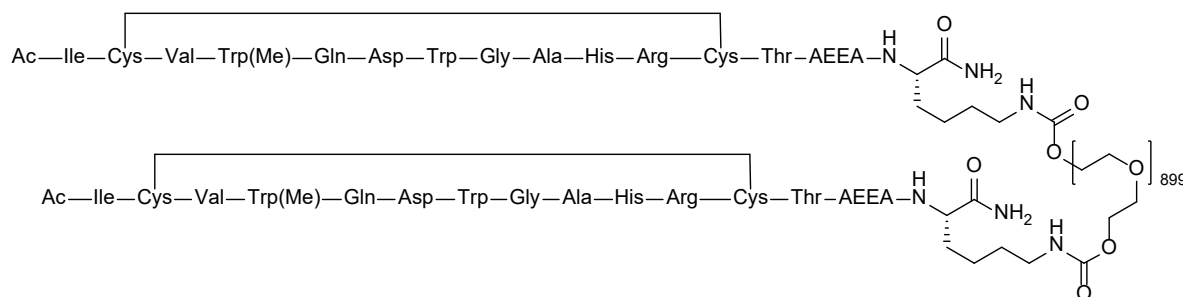 Ac—Ile—Cys—Val—Trp(Me)—Gln—Asp—Trp—Gly—Ala—His—Arg—Cys—Thr—AEEA—N
H
O
NH2
H
N
O
O
O
899
Ac—Ile—Cys—Val—Trp(Me)—Gln—Asp—Trp—Gly—Ala—His—Arg—Cys—Thr—AEEA—N
H
O
NH2
H
N
O
O